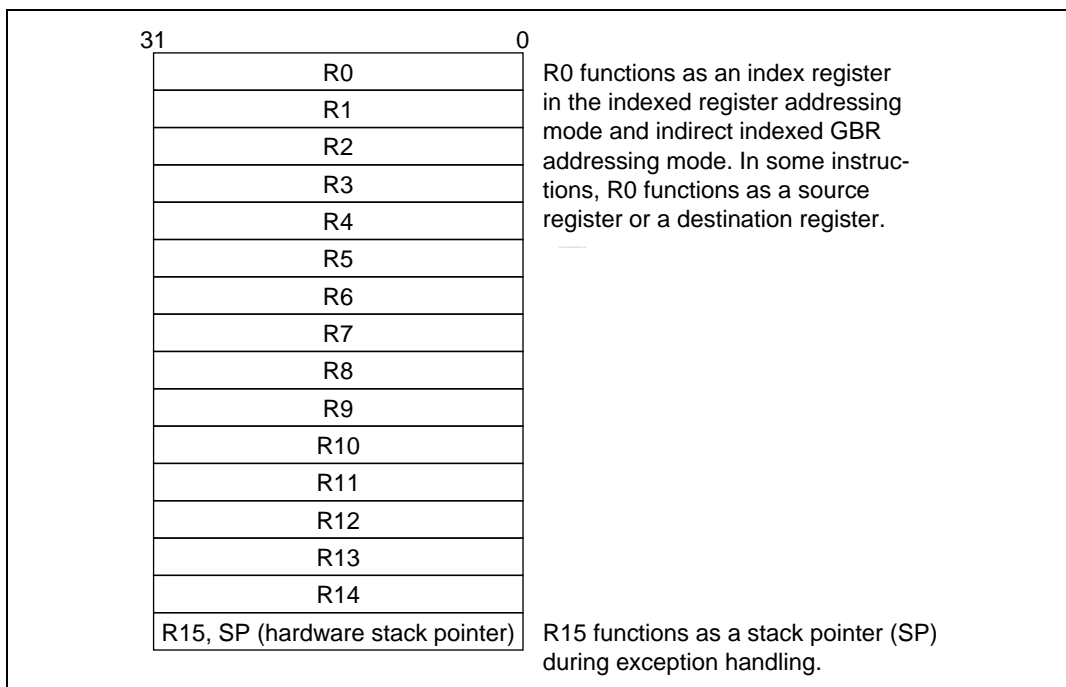 31 0
R0
R1
R2
R3
R4
R5
R6
R7
R8
R9
R10
R11
R12
R13
R14
R15, SP (hardware stack pointer)
R0 functions as an index register
in the indexed register addressing
mode and indirect indexed GBR
addressing mode. In some instruc-
tions, R0 functions as a source
register or a destination register.
R15 functions as a stack pointer (SP)
during exception handling.